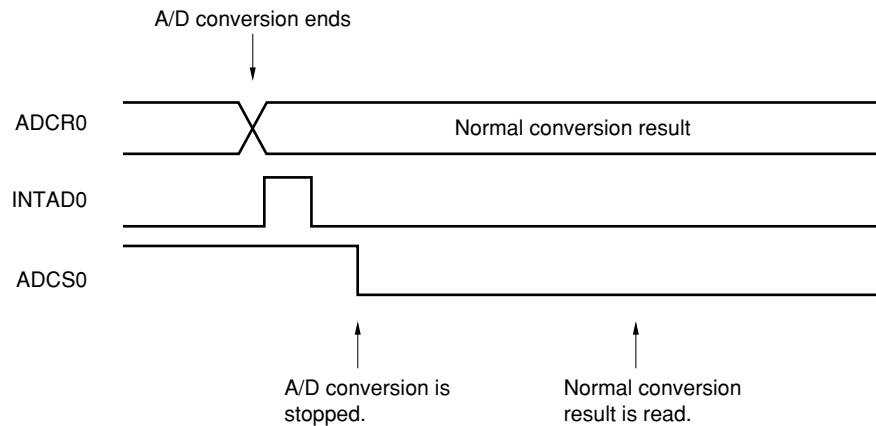 A/D conversion ends
ADCR0
Normal conversion result
INTAD0
ADCS0
A/D conversion is
stopped.
Normal conversion
result is read.